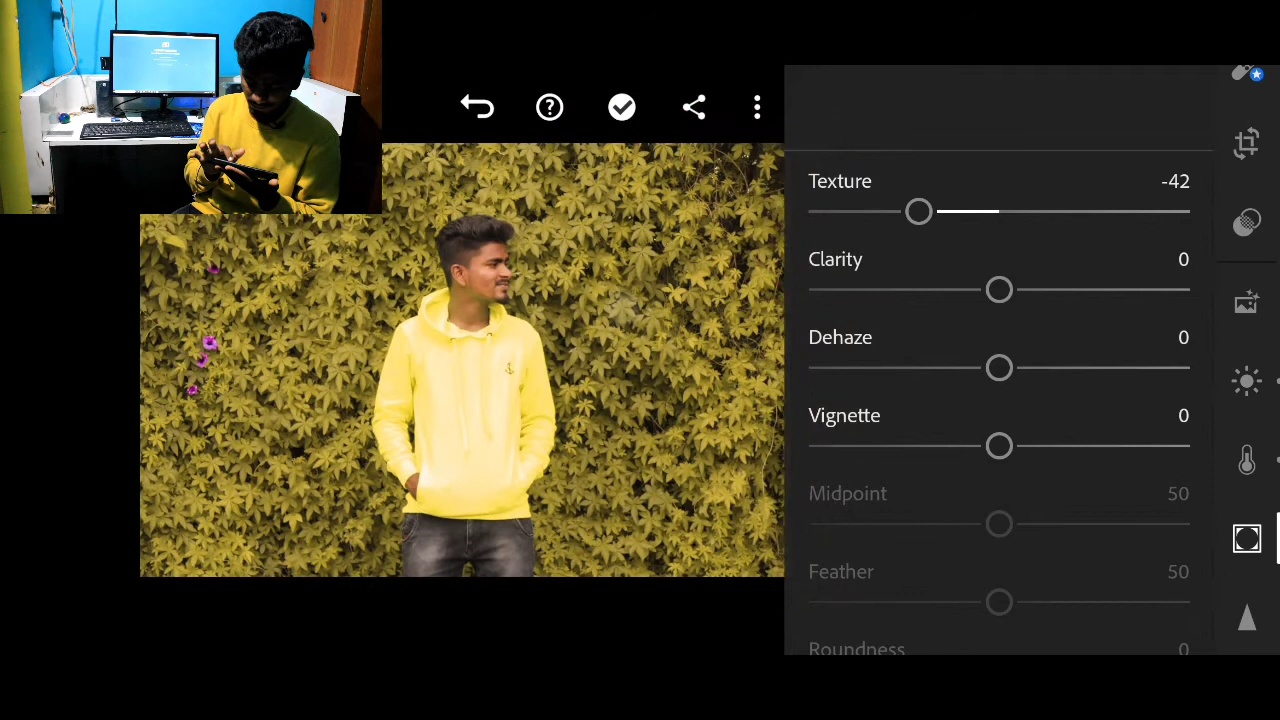 Texture -42
Clarity 0
Dehaze 0
Vignette 0
Midpoint 50
Feather 50
Roundness 0